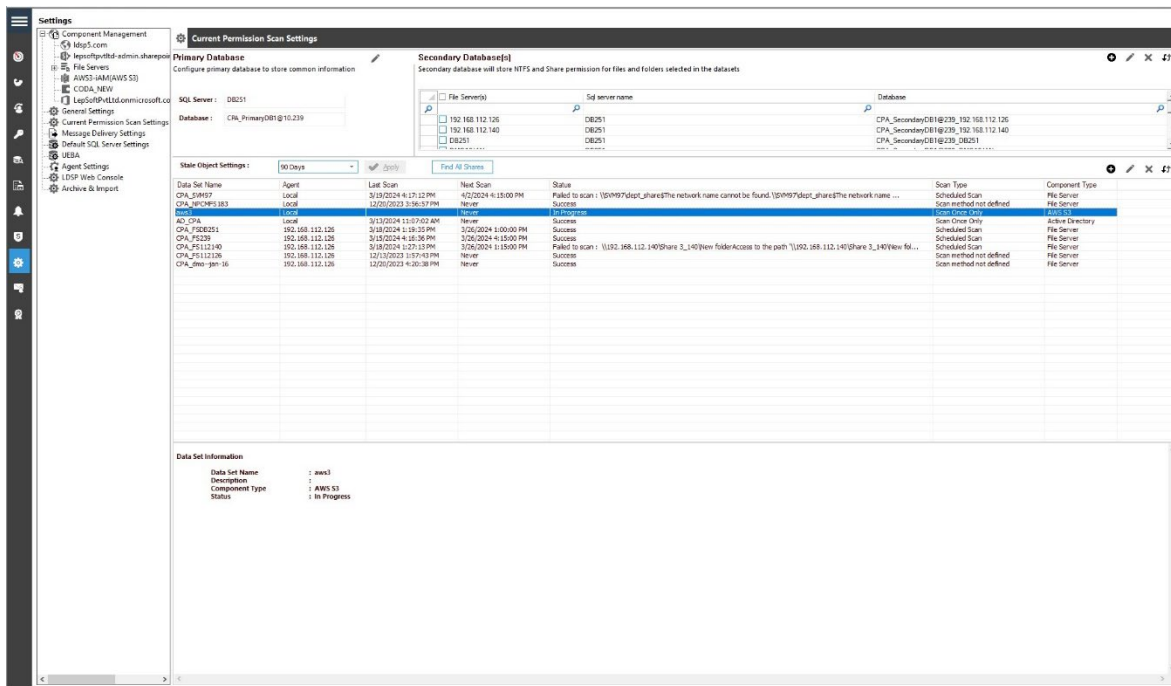 Settings
Component Management
ldsp5.com
lepsoftpvtltd-admin.sharepoi
File Servers
AWS3-iAM(AWS S3)
CODA_NEW
LepSoftPvtLtd.onmicrosoft.co
General Settings
Current Permission Scan Settings
Message Delivery Settings
Default SQL Server Settings
UEBA
Agent Settings
LDSP Web Console
Archive & Import
Current Permission Scan Settings
Primary Database
Configure primary database to store common information
SQL Server : DB251
Database : CPA_PrimaryDB1@10.239
Secondary Database(s)
Secondary database will store NTFS and Share permission for files and folders selected in the datasets
File Server(s) Sql server name Database
192.168.112.126 DB251 CPA_SecondaryDB1@239_192.168.112.126
192.168.112.140 DB251 CPA_SecondaryDB1@239_192.168.112.140
DB251 DB251 CPA_SecondaryDB1@239_DB251
Stale Object Settings : 90 Days Apply Find All Shares
Data Set Name Agent Last Scan Next Scan Status Scan Type Component Type
CPA_SVM97 Local 3/19/2024 4:17:12 PM 4/2/2024 4:15:00 PM Failed to scan : \\SVM97\dept_share$The network name cannot be found.\\SVM97\dept_share$The network name ... Scheduled Scan File Server
CPA_NPCMFS183 Local 12/20/2023 3:56:57 PM Never Success Scan method not defined File Server
aws3 Local Never In Progress Scan Once Only AWS S3
AD_CPA Local 3/13/2024 11:07:02 AM Never Success Scan Once Only Active Directory
CPA_FSDB251 192.168.112.126 3/18/2024 1:19:35 PM 3/26/2024 1:00:00 PM Success Scheduled Scan File Server
CPA_FS239 192.168.112.126 3/15/2024 4:16:36 PM 3/26/2024 4:15:00 PM Success Scheduled Scan File Server
CPA_FS112140 192.168.112.126 3/18/2024 1:27:13 PM 3/26/2024 1:15:00 PM Failed to scan : \\192.168.112.140\Share 3_140\New folderAccess to the path '\\192.168.112.140\Share 3_140\New fol... Scheduled Scan File Server
CPA_FS112126 192.168.112.126 12/13/2023 1:57:43 PM Never Success Scan method not defined File Server
CPA_dms--jan-16 192.168.112.126 12/20/2023 4:20:38 PM Never Success Scan method not defined File Server
Data Set Information
Data Set Name : aws3
Description :
Component Type : AWS S3
Status : In Progress